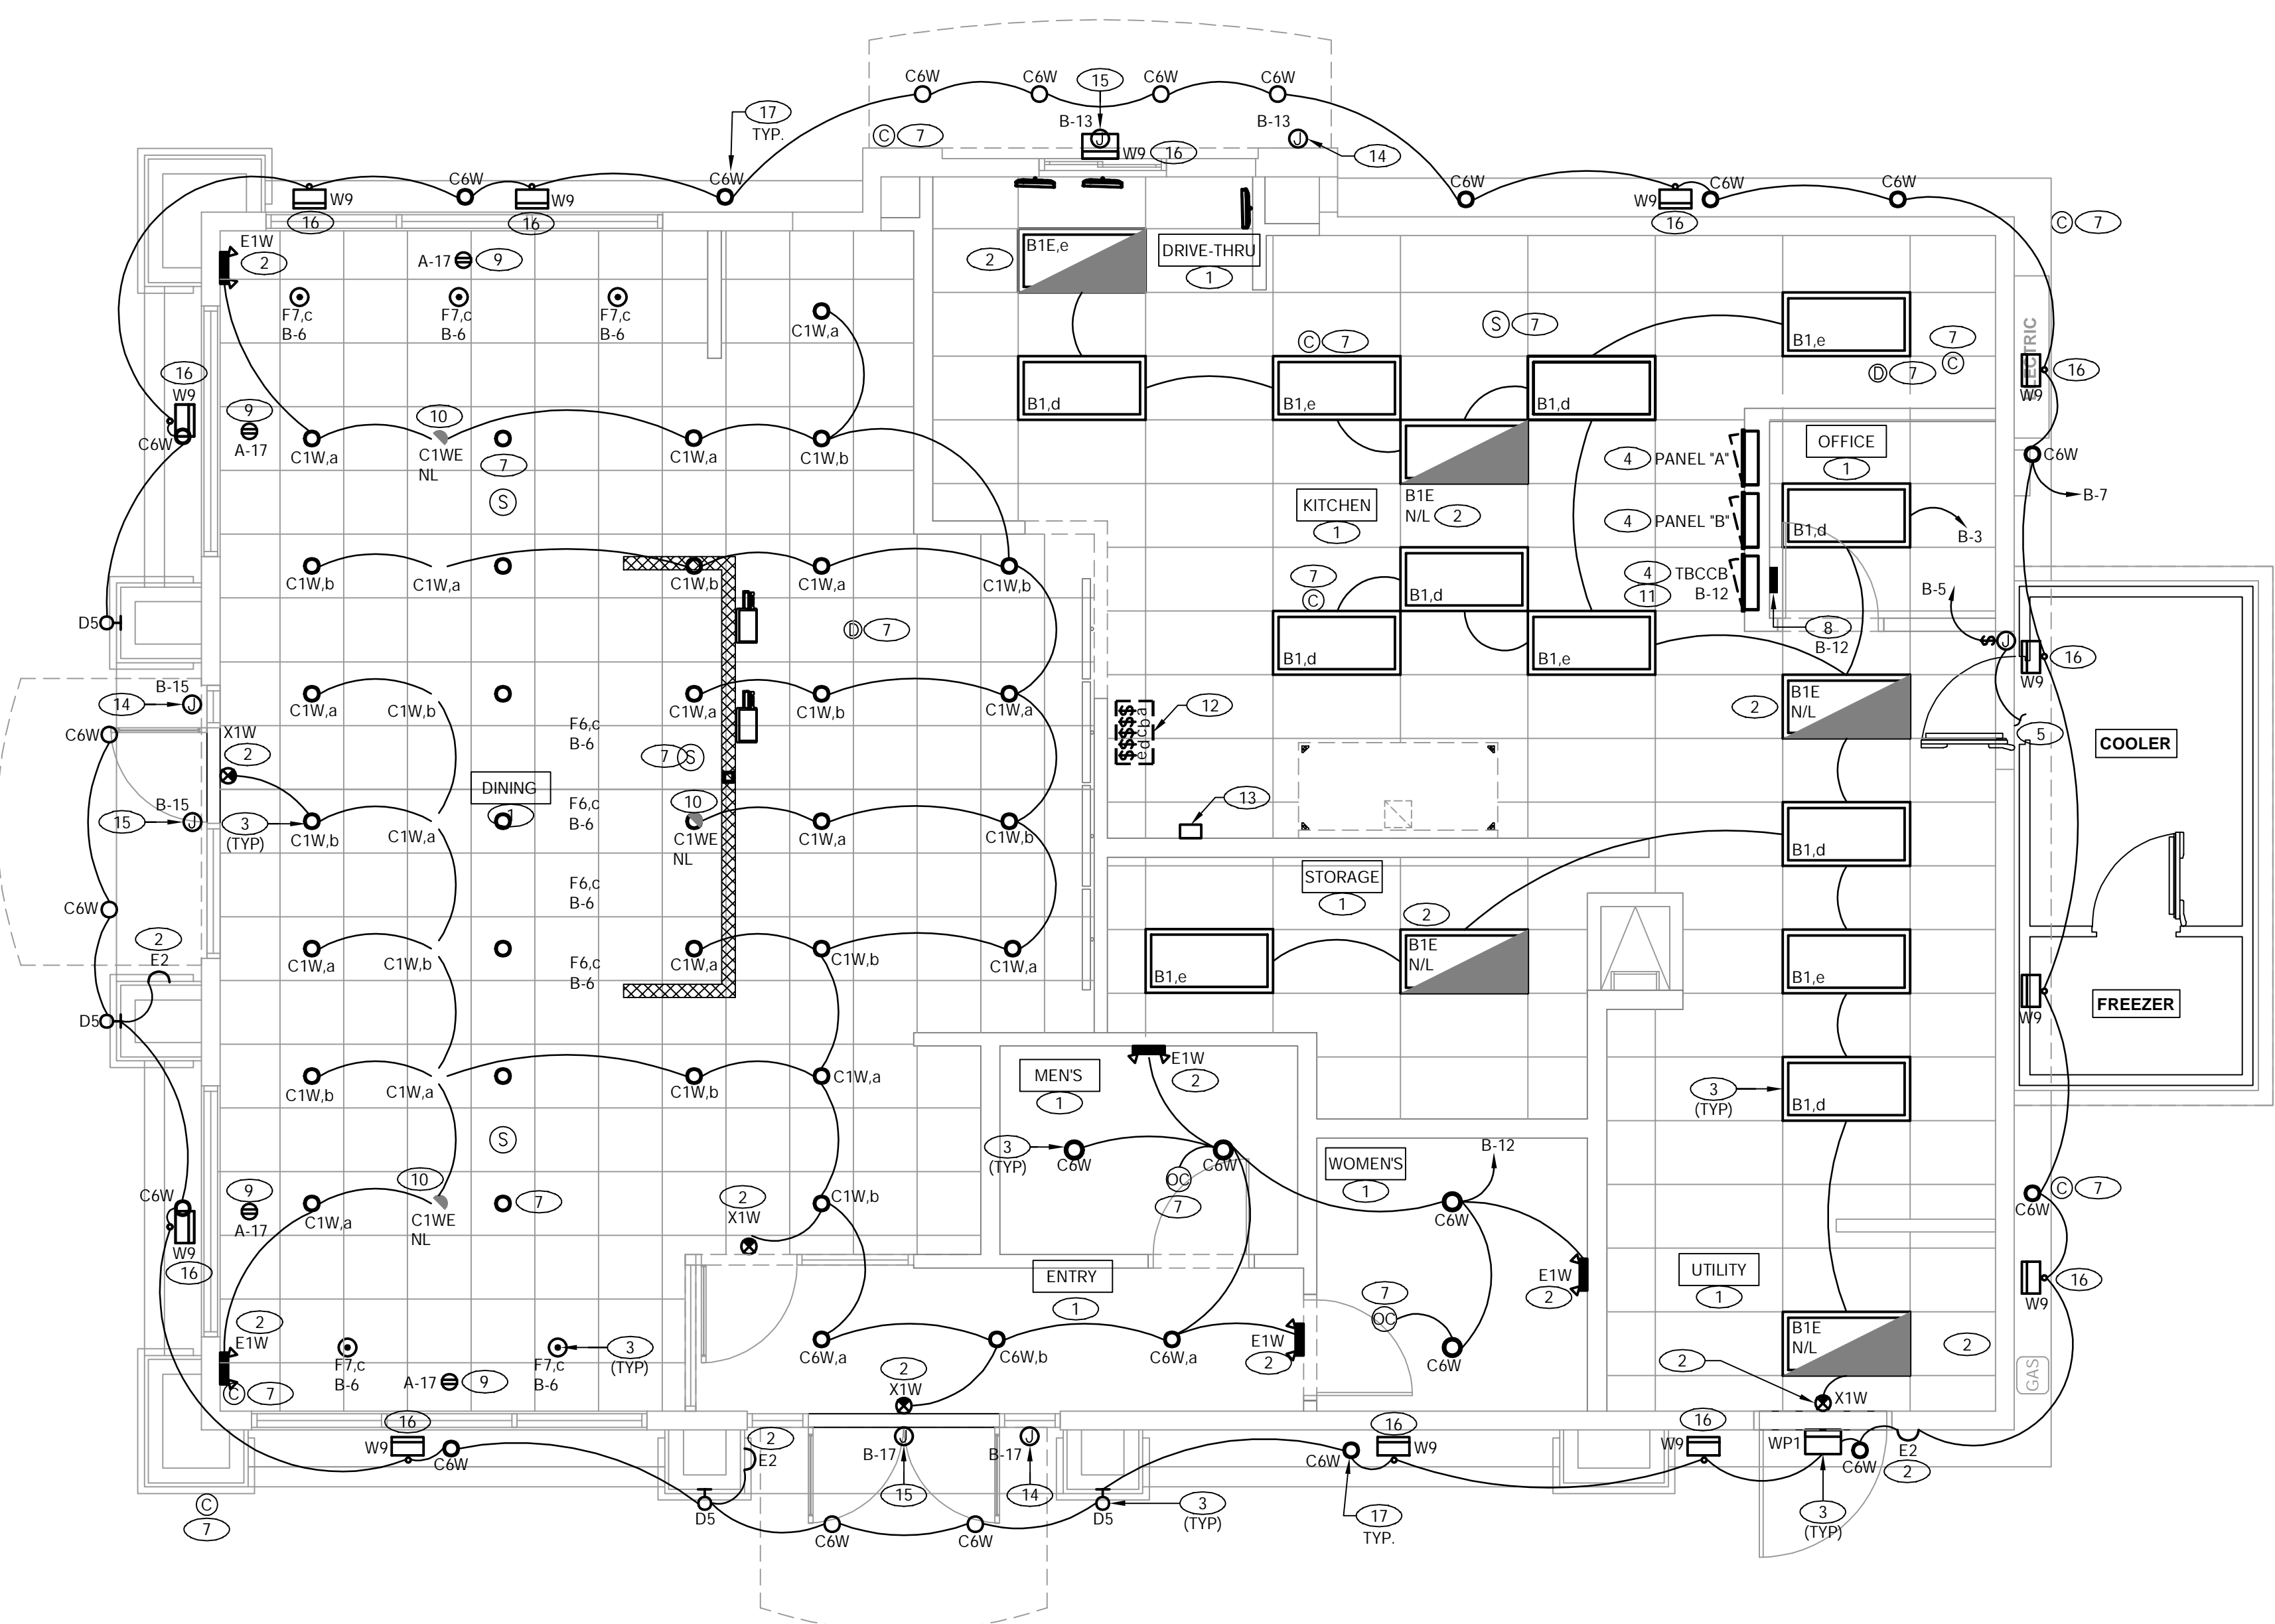 C6W C6W 15 C6W C6W
17
TYP.
C 7 B-13 J B-13 J
W9 16 14
C6W C6W C6W C6W C6W
W9 W9 W9
16 16 16 C 7
E1W
2 A-17 9
B1E,e 2 DRIVE-THRU
1
F7,c F7,c F7,c
B-6 B-6 B-6
C1W,a
S 7
C 7 B1,e 7
C
D 7
16
W9
16
W9
B1,d B1,e B1,d
9 10
C6W A-17 C1W,a C1WE
NL
7 C1W,a C1W,b
S
4 PANEL "A" OFFICE
1
C6W
B-7
KITCHEN
1
B1E
N/L 2
4 PANEL "B"
B1,d
B-3
C1W,b C1W,a C1W,b C1W,a C1W,b
7
C
B1,d
4 TBCCB
11 B-12
8
B-12
B-5
D5 D 7
B1,d B1,e
$ J
16
W9
14 B-15 J
C1W,a C1W,b C1W,a C1W,b C1W,a
B1E
N/L
2
C6W X1W
2
F6,c
B-6
7 S
$$$$$
edcba
12
5
COOLER
DINING
1
15 B-15 J
3
(TYP)
C1W,b C1W,a
F6,c
B-6
10
C1WE
NL
C1W,a C1W,b
13
B1,d
STORAGE
1
F6,c
B-6
C6W
2
E2
C1W,a C1W,b
F6,c
B-6
C1W,a C1W,b C1W,a
B1,e
2
B1E
N/L
B1,e
W9
FREEZER
D5
C1W,b C1W,a C1W,b C1W,a
MEN'S
1
E1W
2
3
(TYP)
B1,d
S
3
(TYP)
C6W C6W
OC
7
WOMEN'S
1
B-12
C6W
C 7
C6W
C6W 9
A-17
C1W,a
10
C1WE
NL
7
2
X1W
C1W,b
W9
16
ENTRY
1
E1W
2
7
OC
C6W
UTILITY
1
16
W9
2
E1W
C 7
F7,c
B-6
A-17 9
F7,c
B-6
3
(TYP)
C6W,a C6W,b C6W,a
E1W
2
2
X1W
B1E
N/L
2
2
X1W
GAS
16
W9 C6W
2
E2
J
B-17
15
J
B-17
14
C6W
16
W9
16
W9
WP1
C6W
E2
2
C
7
D5 C6W C6W D5
3
(TYP)
17
TYP.
3
(TYP)